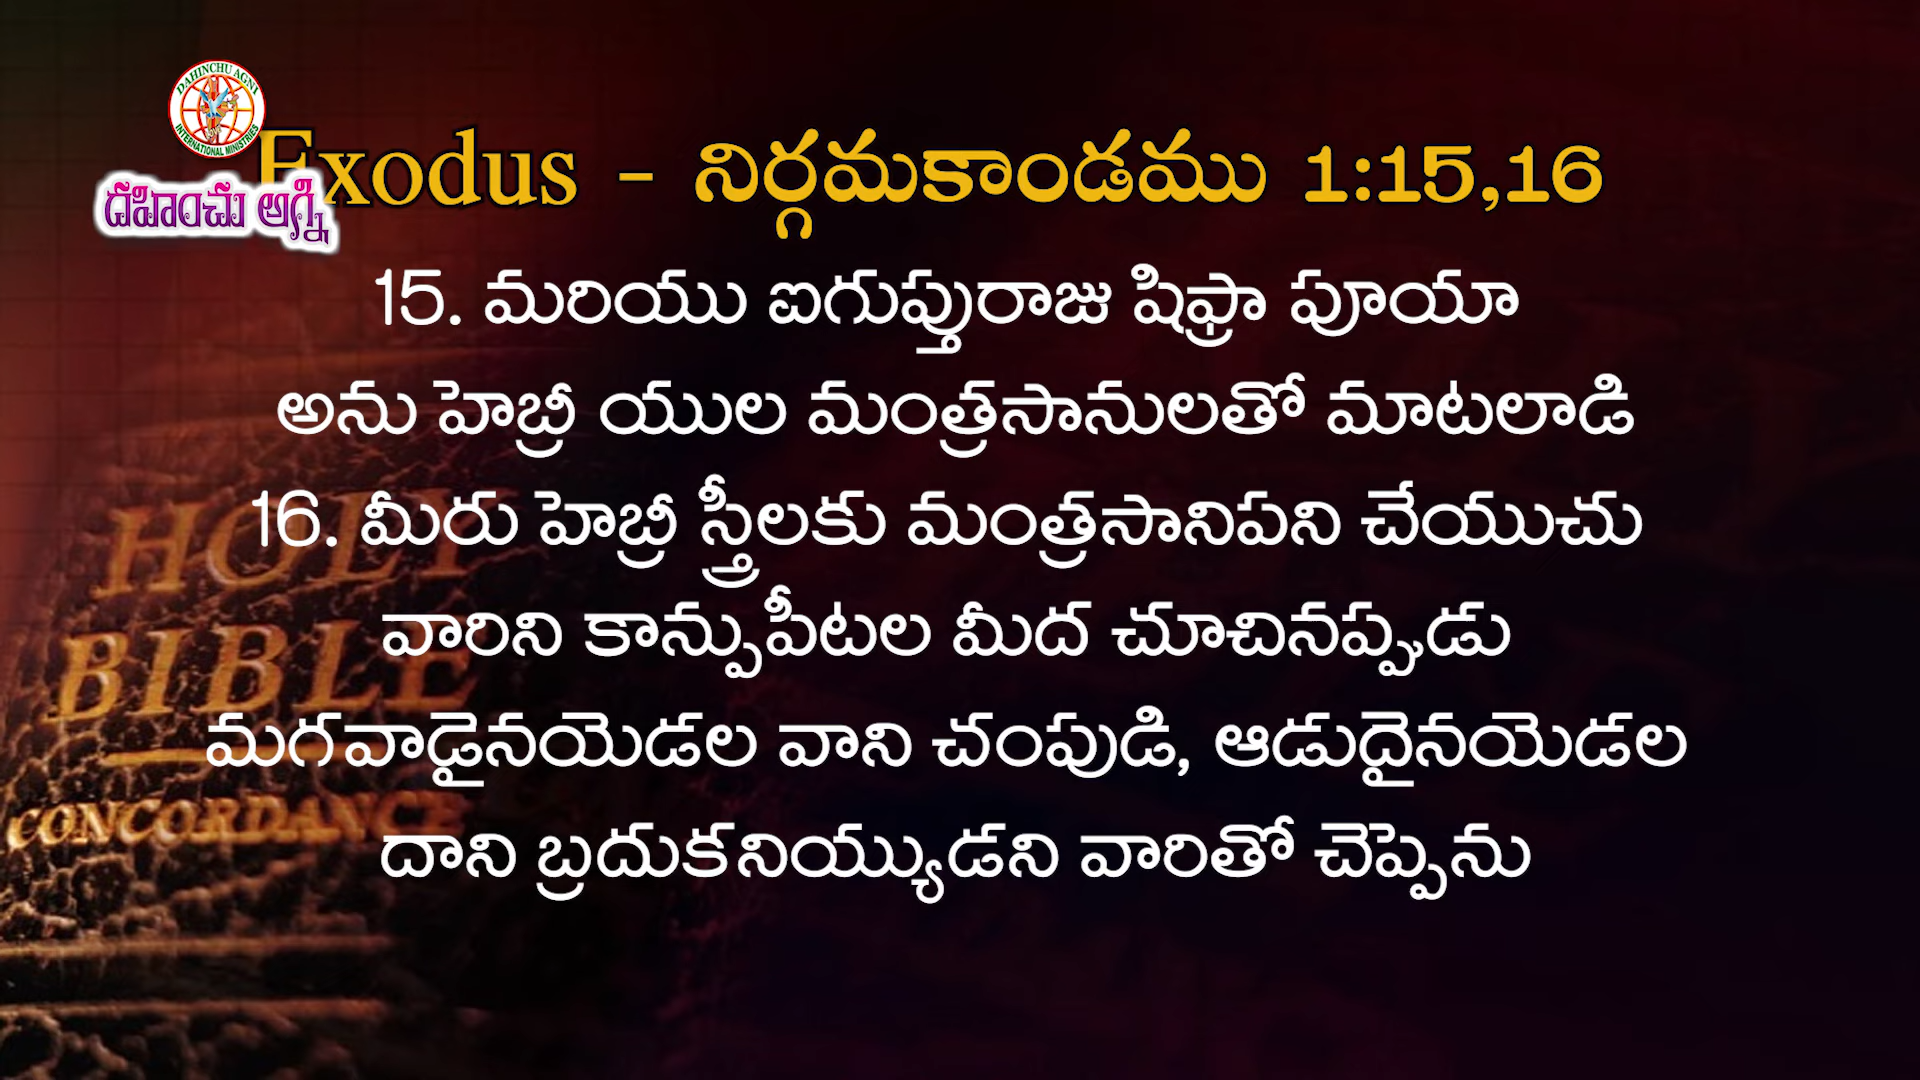 DAHINCHU AGNI
INTERNATIONAL MINISTRIES
దహించు అగ్ని
Exodus - నిర్గమకాండము 1:15,16
15. మరియు ఐగుప్తురాజు షిఫ్రా పూయా
అను హెబ్రీ యుల మంత్రసానులతో మాటలాడి
16. మీరు హెబ్రీ స్త్రీలకు మంత్రసానిపని చేయుచు
వారిని కాన్పుపీటల మీద చూచినప్పుడు
మగవాడైనయెడల వాని చంపుడి, ఆడుదైనయెడల
దాని బ్రదుకనియ్యుడని వారితో చెప్పెను
HOLY
BIBLE
CONCORDANCE